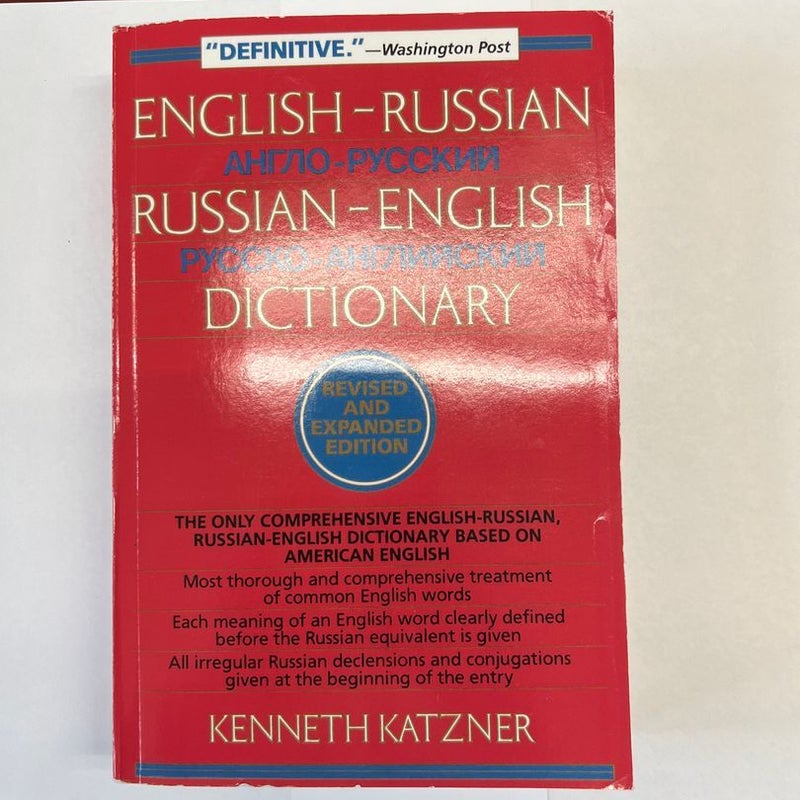 "DEFINITIVE."—Washington Post
ENGLISH–RUSSIAN
АНГЛО-РУССКИЙ
RUSSIAN–ENGLISH
РУССКО-АНГЛИЙСКИЙ
DICTIONARY
REVISED
AND
EXPANDED
EDITION
THE ONLY COMPREHENSIVE ENGLISH-RUSSIAN,
RUSSIAN-ENGLISH DICTIONARY BASED ON
AMERICAN ENGLISH
Most thorough and comprehensive treatment
of common English words
Each meaning of an English word clearly defined
before the Russian equivalent is given
All irregular Russian declensions and conjugations
given at the beginning of the entry
KENNETH KATZNER